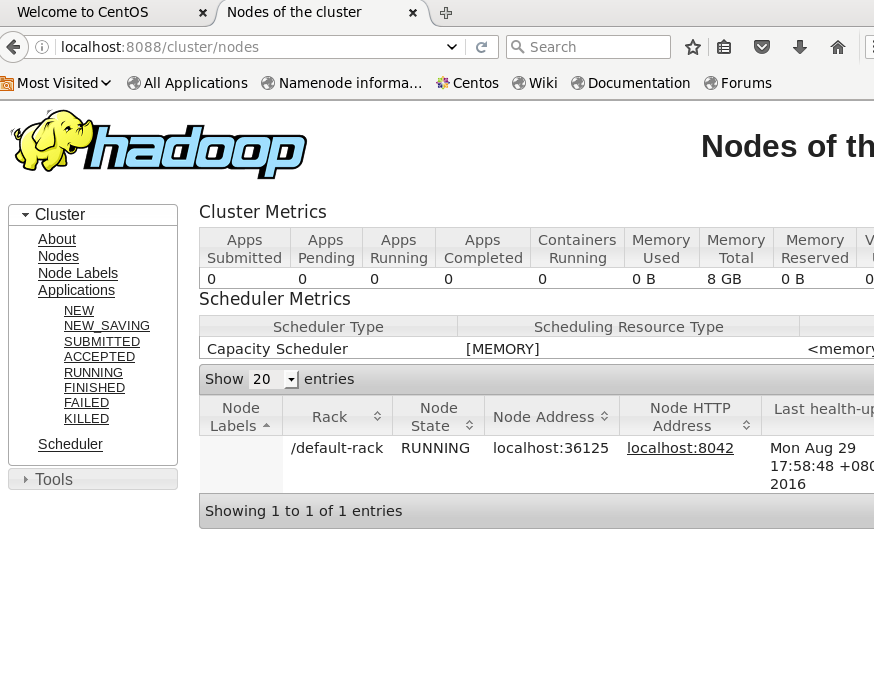 Welcome to CentOS
Nodes of the cluster
localhost:8088/cluster/nodes
Search
Most Visited
All Applications
Namenode informa...
Centos
Wiki
Documentation
Forums
hadoop
Nodes of th
Cluster
About
Nodes
Node Labels
Applications
NEW
NEW_SAVING
SUBMITTED
ACCEPTED
RUNNING
FINISHED
FAILED
KILLED
Scheduler
Tools
Cluster Metrics
Apps Submitted
Apps Pending
Apps Running
Apps Completed
Containers Running
Memory Used
Memory Total
Memory Reserved
0 0 0 0 0 0 B 8 GB 0 B 0
Scheduler Metrics
Scheduler Type Scheduling Resource Type
Capacity Scheduler [MEMORY] <memory
Show 20 entries
Node Labels
Rack
Node State
Node Address
Node HTTP Address
Last health-up
/default-rack RUNNING localhost:36125 localhost:8042 Mon Aug 29
17:58:48 +080
2016
Showing 1 to 1 of 1 entries